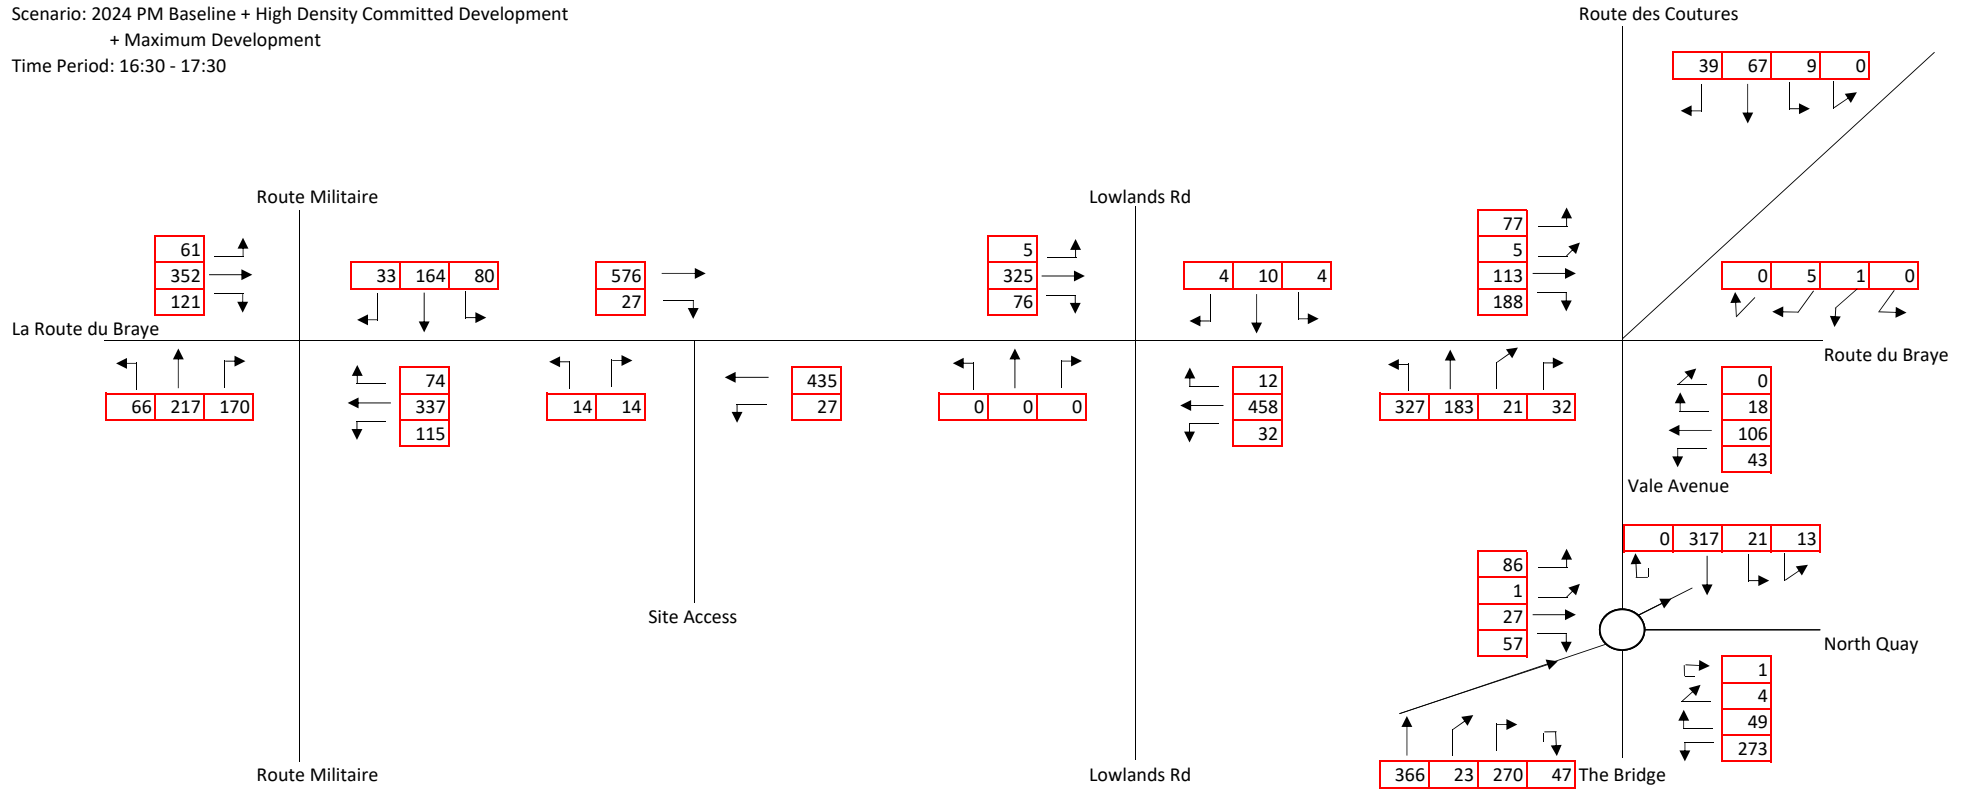 Scenario: 2024 PM Baseline + High Density Committed Development
+ Maximum Development
Time Period: 16:30 - 17:30
Route des Coutures
39 67 9 0
Route Militaire
Lowlands Rd
61
352
121
33 164 80
576
27
5
325
76
4 10 4
77
5
113
188
0 5 1 0
La Route du Braye
Route du Braye
66 217 170
74
337
115
14 14
435
27
0 0 0
12
458
32
327 183 21 32
0
18
106
43
Vale Avenue
0 317 21 13
86
1
27
57
Site Access
North Quay
1
4
49
273
366 23 270 47
Route Militaire
Lowlands Rd
The Bridge